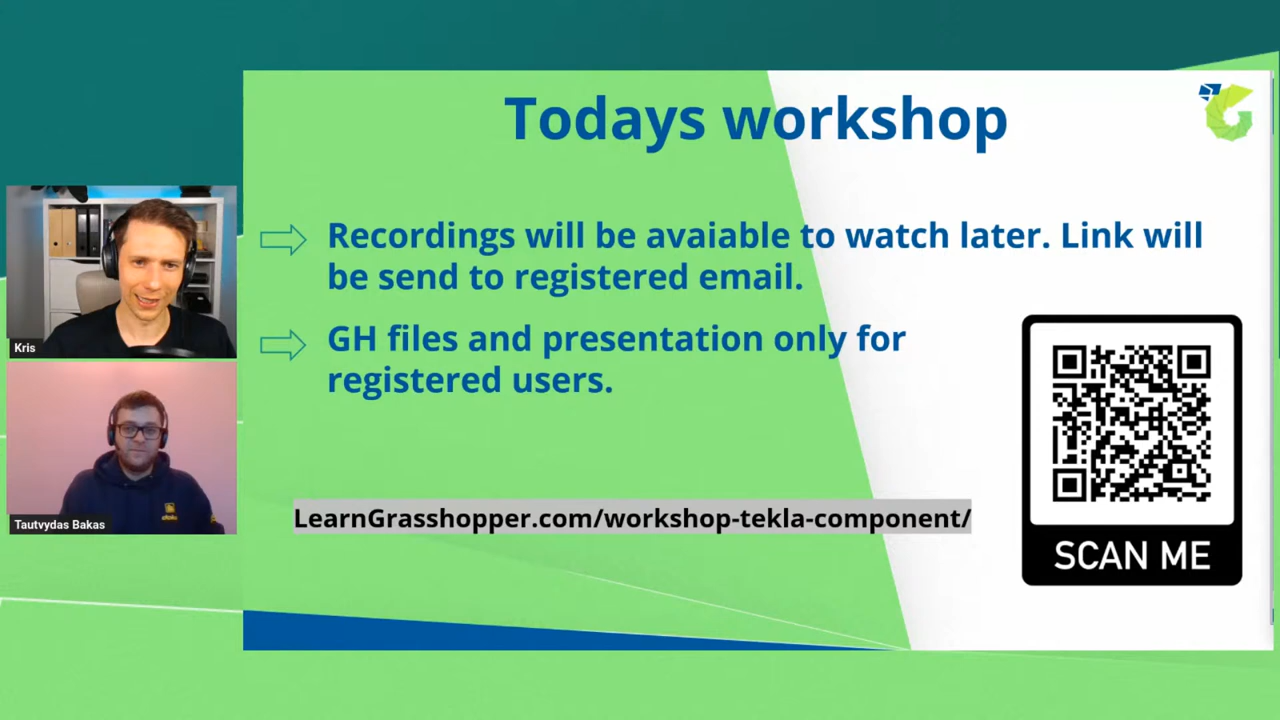 Todays workshop
Recordings will be avaiable to watch later. Link will
be send to registered email.
GH files and presentation only for
registered users.
LearnGrasshopper.com/workshop-tekla-component/
SCAN ME
Kris
Tautvydas Bakas